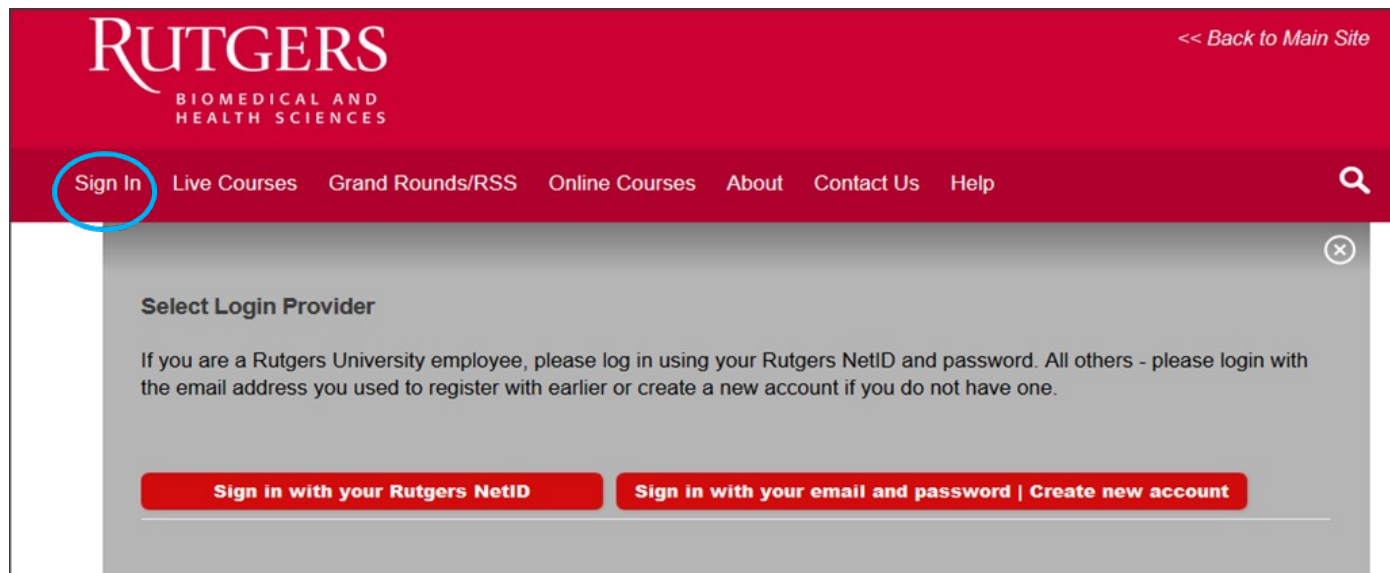 RUTGERS
<< Back to Main Site
BIOMEDICAL AND
HEALTH SCIENCES
Sign In Live Courses Grand Rounds/RSS Online Courses About Contact Us Help
Select Login Provider
If you are a Rutgers University employee, please log in using your Rutgers NetID and password. All others - please login with
the email address you used to register with earlier or create a new account if you do not have one.
Sign in with your Rutgers NetID
Sign in with your email and password | Create new account